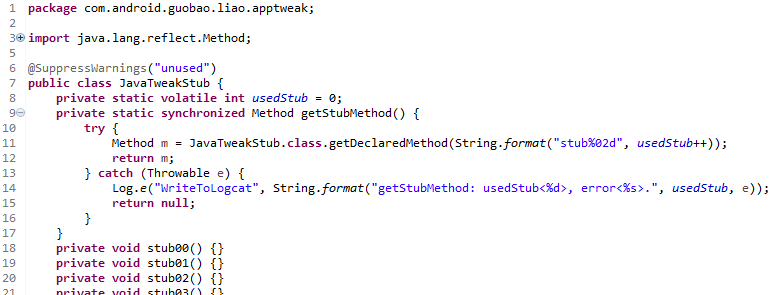 1 package com.android.guobao.liao.apptweak;
2
3 import java.lang.reflect.Method;
5
6 @SuppressWarnings("unused")
7 public class JavaTweakStub {
8     private static volatile int usedStub = 0;
9     private static synchronized Method getStubMethod() {
10         try {
11             Method m = JavaTweakStub.class.getDeclaredMethod(String.format("stub%02d", usedStub++));
12             return m;
13         } catch (Throwable e) {
14             Log.e("WriteToLogcat", String.format("getStubMethod: usedStub<%d>, error<%s>.", usedStub, e));
15             return null;
16         }
17     }
18     private void stub00() {}
19     private void stub01() {}
20     private void stub02() {}
21     private void stub03() {}